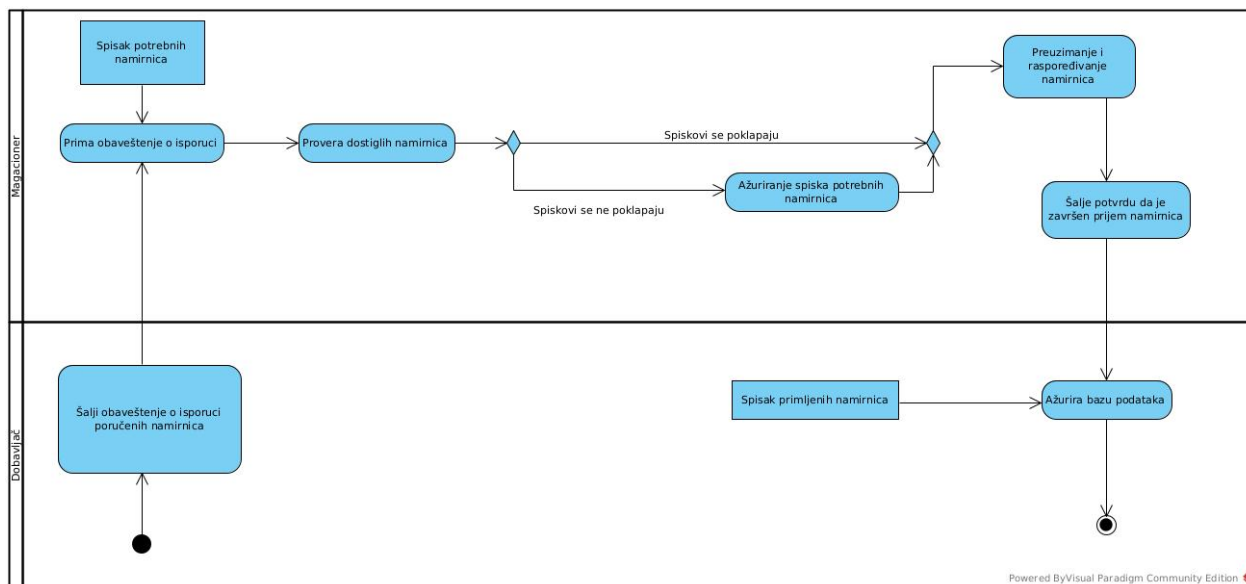 Magacioner
Spisak potrebnih
namirnica
Prima obaveštenje o isporuci
Provera dostiglih namirnica
Spiskovi se poklapaju
Spiskovi se ne poklapaju
Ažuriranje spiska potrebnih
namirnica
Preuzimanje i
raspoređivanje
namirnica
Šalje potvrdu da je
završen prijem namirnica
Dobavljač
Šalji obaveštenje o isporuci
poručenih namirnica
Spisak primljenih namirnica
Ažurira bazu podataka
Powered ByVisual Paradigm Community Edition